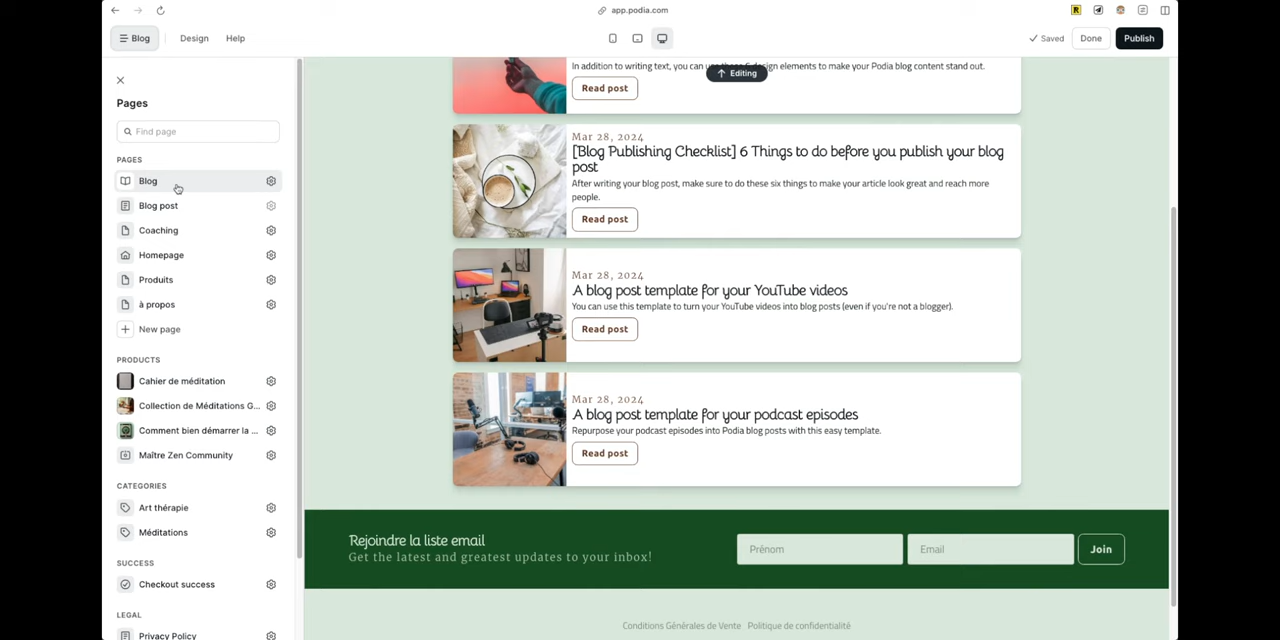 app.podia.com
Blog
Design
Help
Saved
Done
Publish
Pages
Find page
PAGES
Blog
Blog post
Coaching
Homepage
Produits
à propos
New page
PRODUCTS
Cahier de méditation
Collection de Méditations G...
Comment bien démarrer la ...
Maître Zen Community
CATEGORIES
Art thérapie
Méditations
SUCCESS
Checkout success
LEGAL
Privacy Policy
In addition to writing text, you can use design elements to make your Podia blog content stand out.
Editing
Read post
Mar 28, 2024
[Blog Publishing Checklist] 6 Things to do before you publish your blog
post
After writing your blog post, make sure to do these six things to make your article look great and reach more
people.
Read post
Mar 28, 2024
A blog post template for your YouTube videos
You can use this template to turn your YouTube videos into blog posts (even if you're not a blogger).
Read post
Mar 28, 2024
A blog post template for your podcast episodes
Repurpose your podcast episodes into Podia blog posts with this easy template.
Read post
Rejoindre la liste email
Get the latest and greatest updates to your inbox!
Prénom
Email
Join
Conditions Générales de Vente Politique de confidentialité